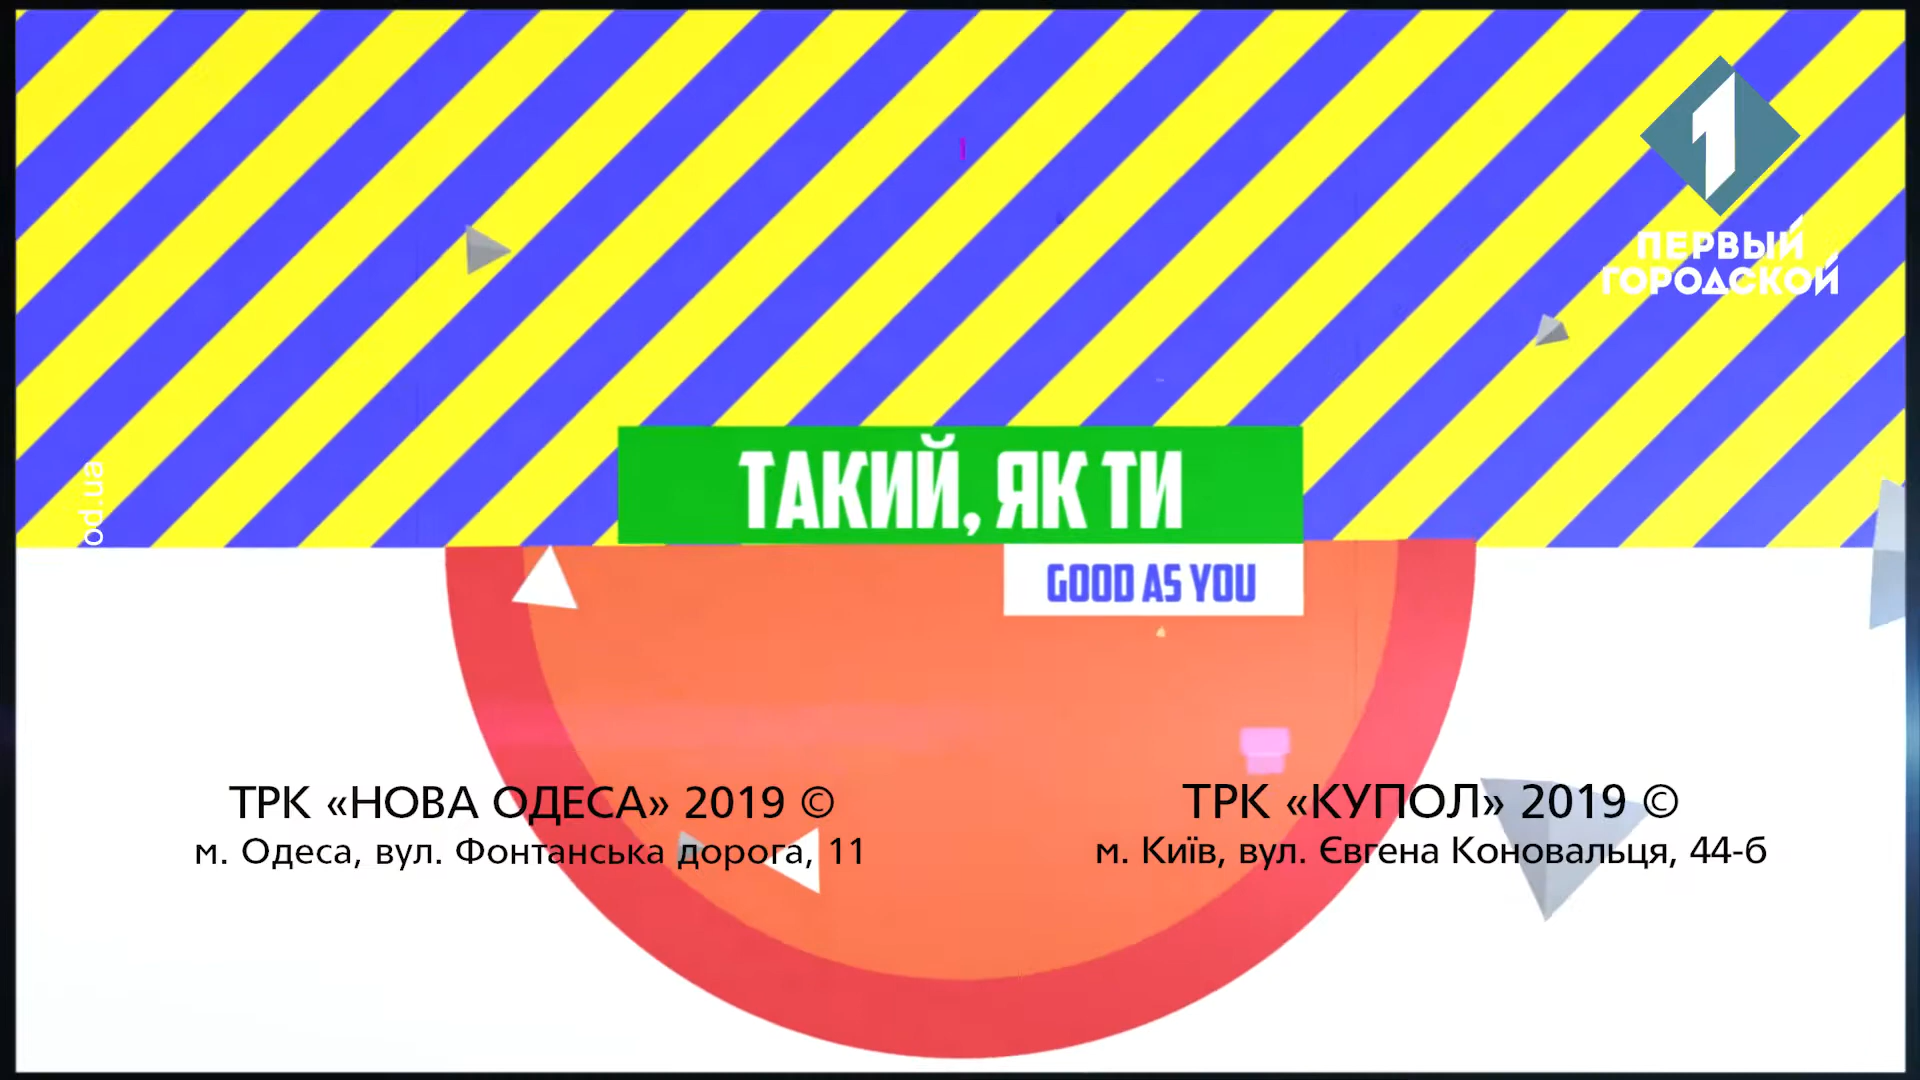 1
ПЕРВЫЙ
ГОРОДСКОЙ
od.ua
ТАКИЙ, ЯК ТИ
GOOD AS YOU
ТРК «НОВА ОДЕСА» 2019 ©
м. Одеса, вул. Фонтанська дорога, 11
ТРК «КУПОЛ» 2019 ©
м. Київ, вул. Євгена Коновальця, 44-б